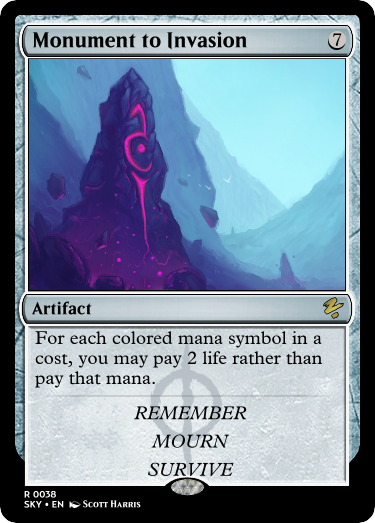 Monument to Invasion 7
Artifact
For each colored mana symbol in a
cost, you may pay 2 life rather than
pay that mana.
REMEMBER
MOURN
SURVIVE
R 0038
SKY • EN Scott Harris